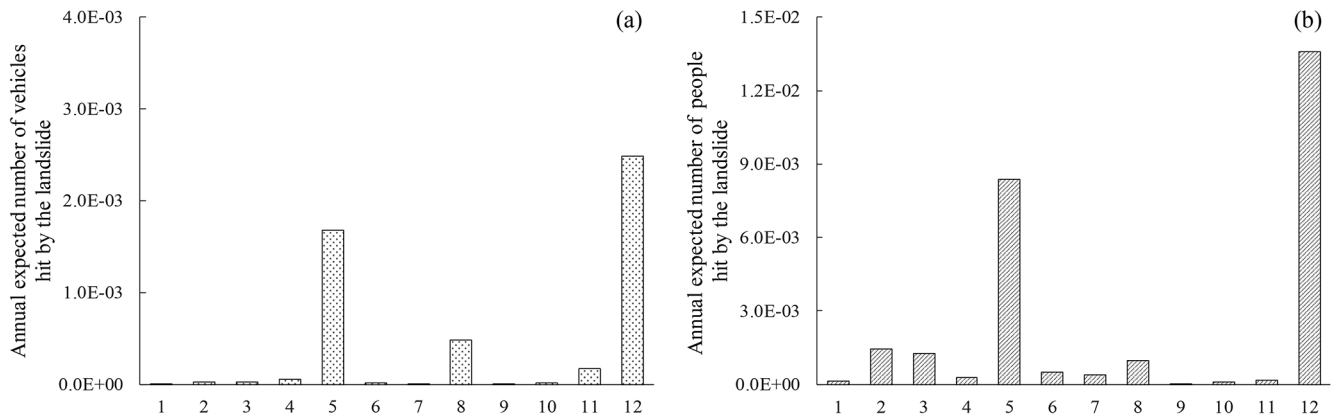 (a)
Annual expected number of vehicles
hit by the landslide
4.0E-03
3.0E-03
2.0E-03
1.0E-03
0.0E+00
1 2 3 4 5 6 7 8 9 10 11 12
(b)
Annual expected number of people
hit by the landslide
1.5E-02
1.2E-02
9.0E-03
6.0E-03
3.0E-03
0.0E+00
1 2 3 4 5 6 7 8 9 10 11 12